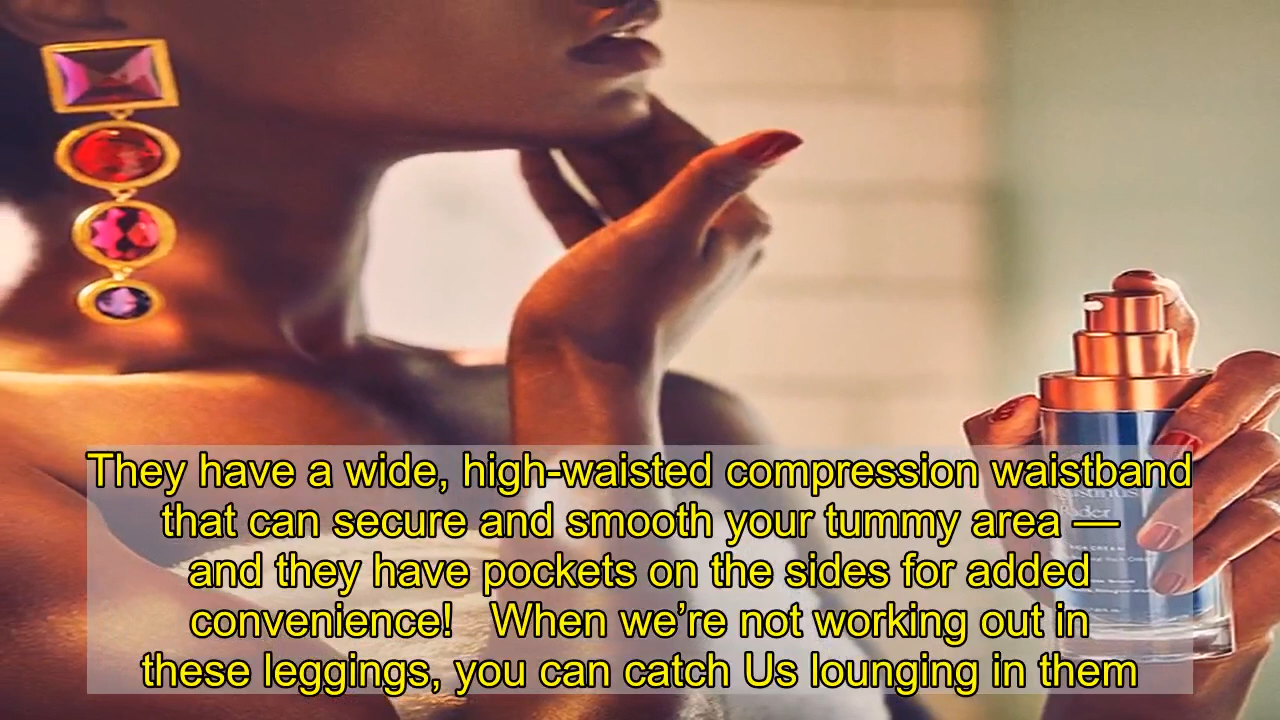 They have a wide, high-waisted compression waistband
that can secure and smooth your tummy area —
and they have pockets on the sides for added
convenience!   When we’re not working out in
these leggings, you can catch Us lounging in them